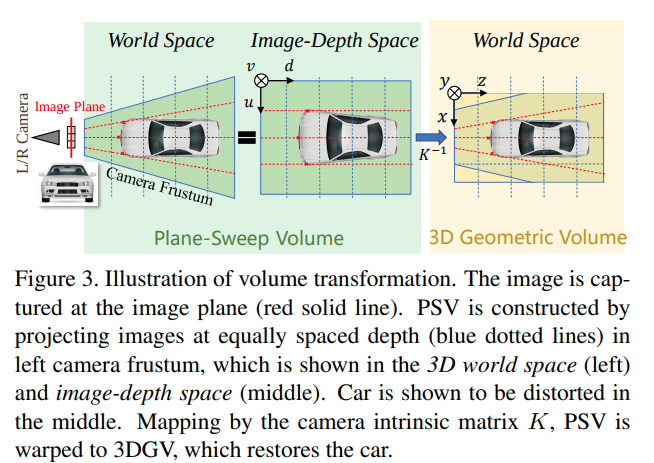 World Space
Image-Depth Space
World Space
v
d
u
y
z
x
L/R Camera
Image Plane
Camera Frustum
=
K⁻¹
Plane-Sweep Volume
3D Geometric Volume
Figure 3. Illustration of volume transformation. The image is cap-
tured at the image plane (red solid line). PSV is constructed by
projecting images at equally spaced depth (blue dotted lines) in
left camera frustum, which is shown in the 3D world space (left)
and image-depth space (middle). Car is shown to be distorted in
the middle. Mapping by the camera intrinsic matrix K, PSV is
warped to 3DGV, which restores the car.